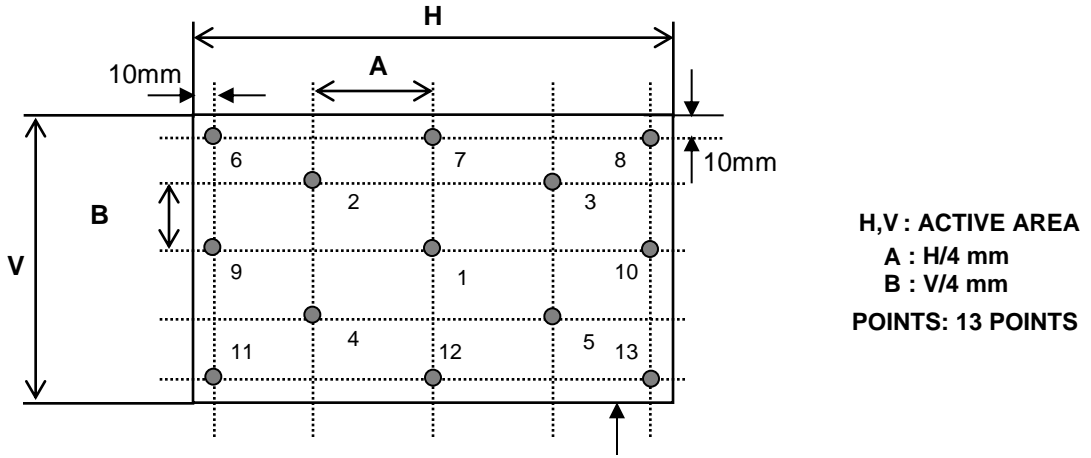 H
10mm
A
6
7
8
10mm
2
3
B
H,V : ACTIVE AREA
V
9
1
10
A : H/4 mm
B : V/4 mm
POINTS: 13 POINTS
4
5
11
12
13